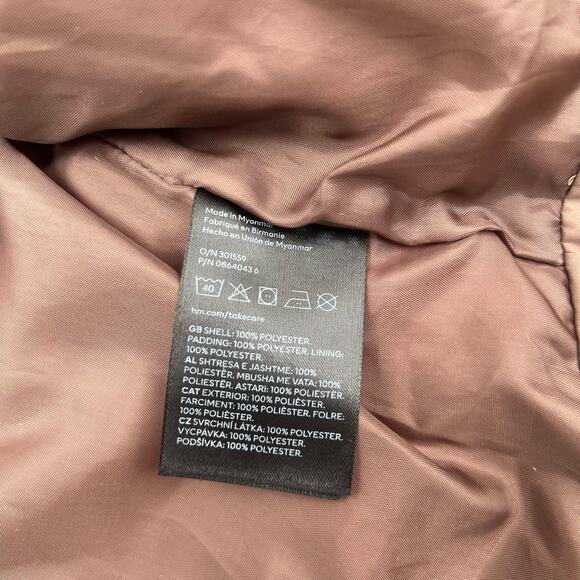 Made in Myanmar
Fabriqué en Birmanie
Hecho en Unión de Myanmar
O/N 301559
P/N 0864043 6
40
hm.com/takecare
GB SHELL: 100% POLYESTER.
PADDING: 100% POLYESTER. LINING:
100% POLYESTER.
AL SHTRESA E JASHTME: 100%
POLIESTËR. MBUSHA ME VATA: 100%
POLIESTËR. ASTARI: 100% POLIESTËR.
CAT EXTERIOR: 100% POLIÈSTER.
FARCIMENT: 100% POLIÈSTER. FOLRE:
100% POLIÈSTER.
CZ SVRCHNÍ LÁTKA: 100% POLYESTER.
VYCPÁVKA: 100% POLYESTER.
PODŠÍVKA: 100% POLYESTER.